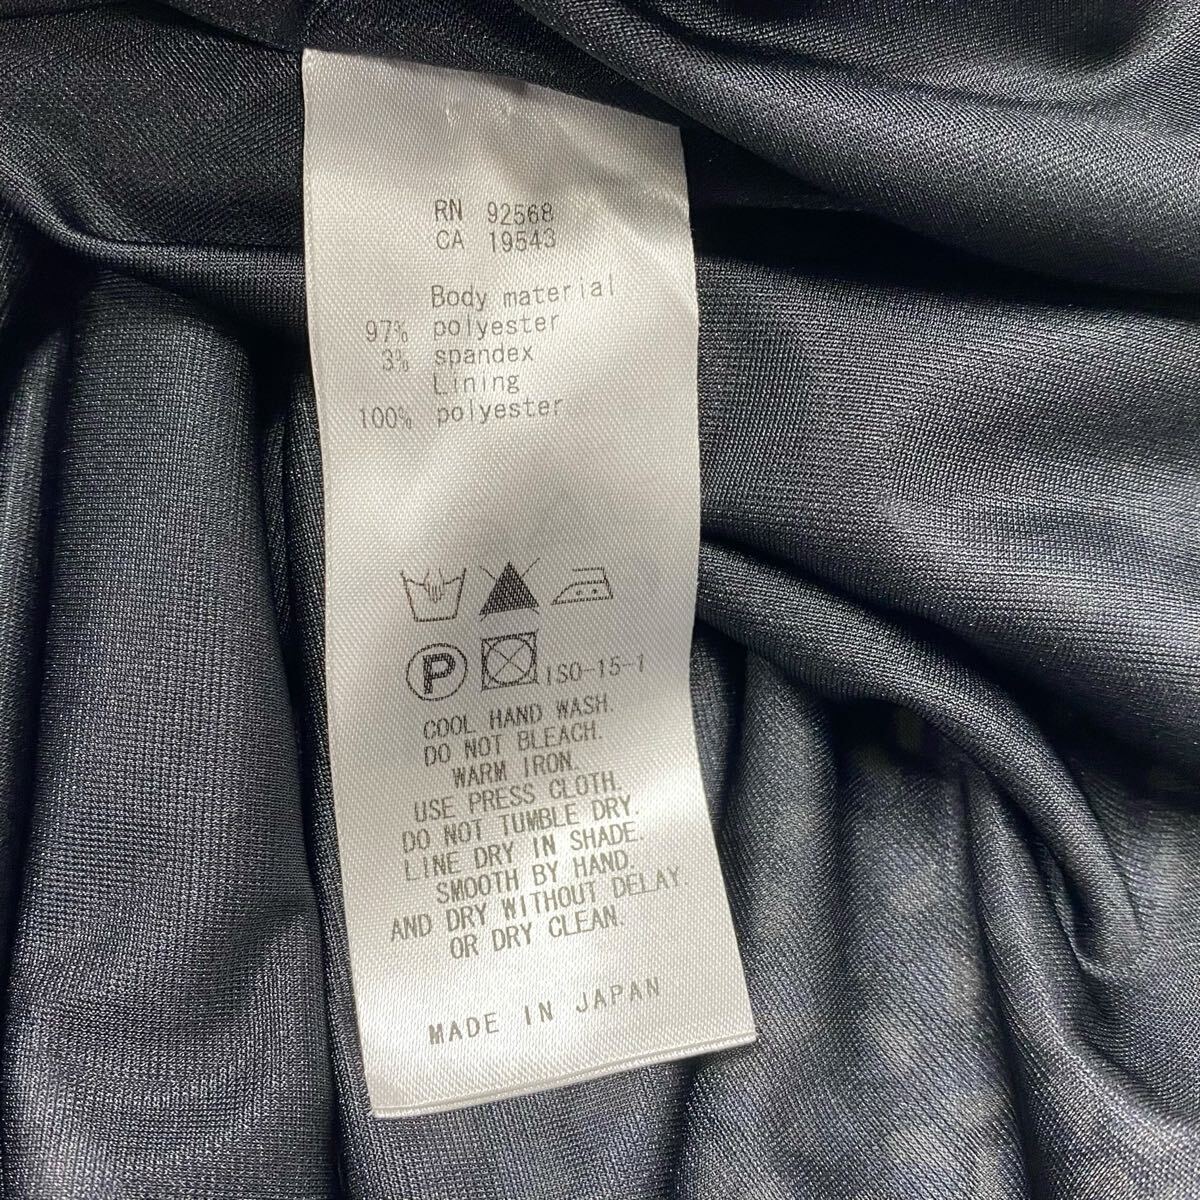 RN 92568
CA 19543
Body material
97% polyester
3% spandex
Lining
100% polyester
P
ISO-15-1
COOL HAND WASH.
DO NOT BLEACH.
WARM IRON.
USE PRESS CLOTH.
DO NOT TUMBLE DRY.
LINE DRY IN SHADE.
SMOOTH BY HAND.
AND DRY WITHOUT DELAY.
OR DRY CLEAN.
MADE IN JAPAN